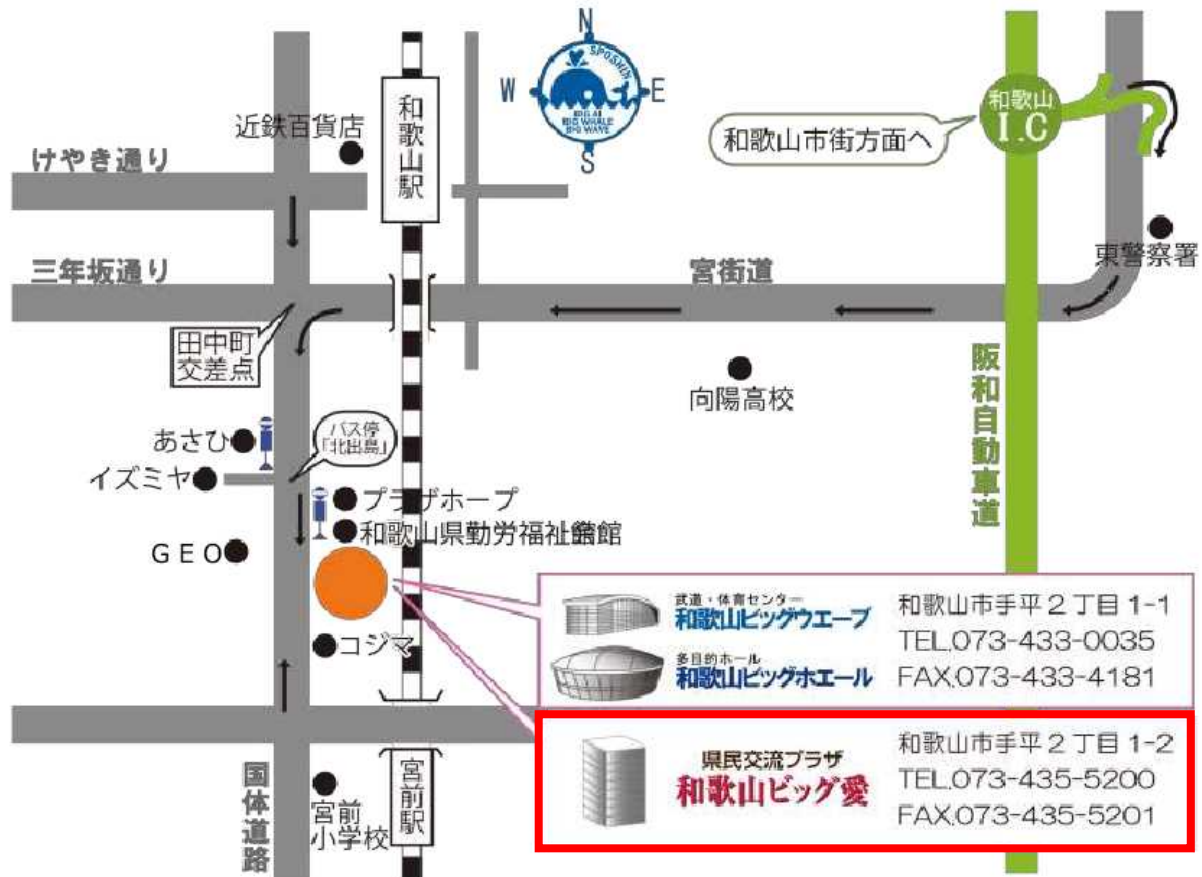 N
W
E
S
SPOSHIN
BIG AI
BIG WHALE
BIG WAVE
和歌山
I.C
和歌山市街方面へ
近鉄百貨店
和歌山駅
けやき通り
東警察署
三年坂通り
宮街道
田中町
交差点
阪和自動車道
向陽高校
バス停
「北出島」
あさひ
イズミヤ
プラザホープ
和歌山県勤労福祉会館
GEO
コジマ
武道・体育センター
和歌山ビッグウエーブ
和歌山市手平2丁目1-1
TEL.073-433-0035
多目的ホール
和歌山ビッグホエール
FAX.073-433-4181
県民交流プラザ
和歌山ビッグ愛
和歌山市手平2丁目1-2
TEL.073-435-5200
FAX.073-435-5201
国体道路
宮前
小学校
宮前駅